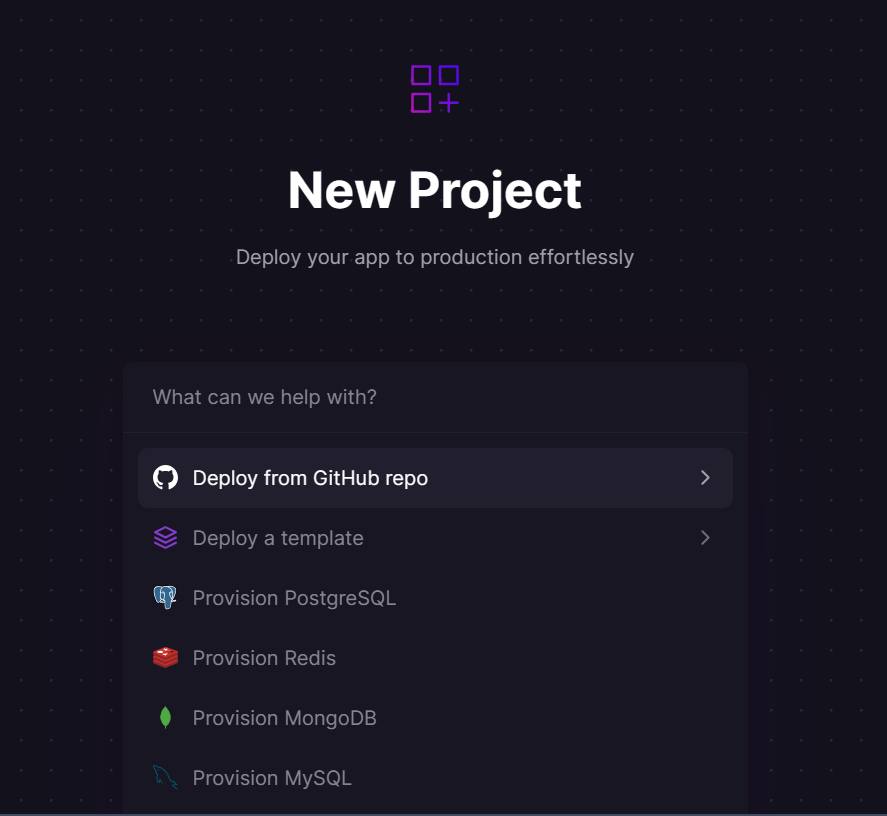 New Project
Deploy your app to production effortlessly
What can we help with?
Deploy from GitHub repo
Deploy a template
Provision PostgreSQL
Provision Redis
Provision MongoDB
Provision MySQL